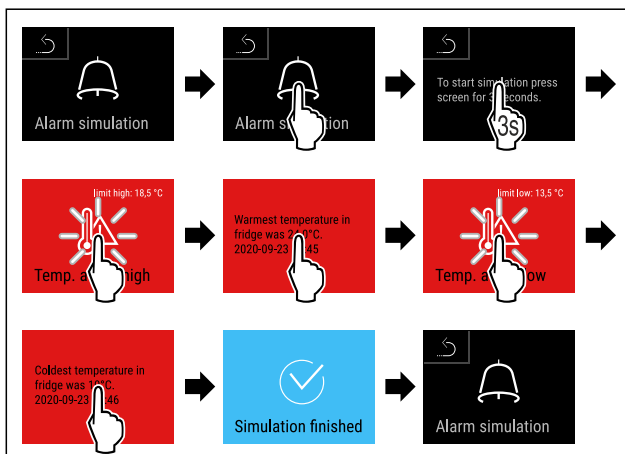 Alarm simulation
Alarm
To start simulation press
screen for 3 seconds.
3s
limit high: 18,5 °C
Temp. high
Warmest temperature in
fridge was °C.
2020-09-23 :45
limit low: 13,5 °C
Temp.
Coldest temperature in
fridge was °C.
2020-09-23 :46
Simulation finished
Alarm simulation